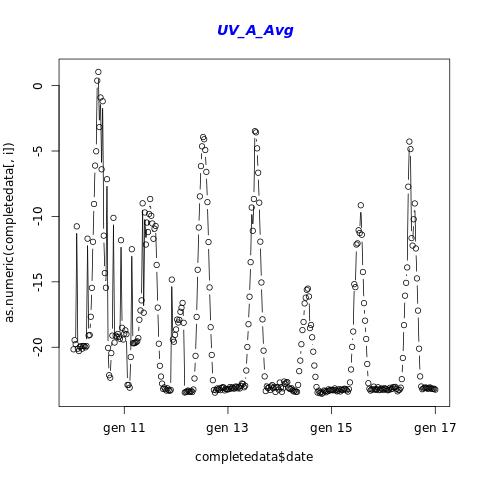 UV_A_Avg
as.numeric(completedata[, i])
0
-5
-10
-15
-20
gen 11
gen 13
gen 15
gen 17
completedata$date